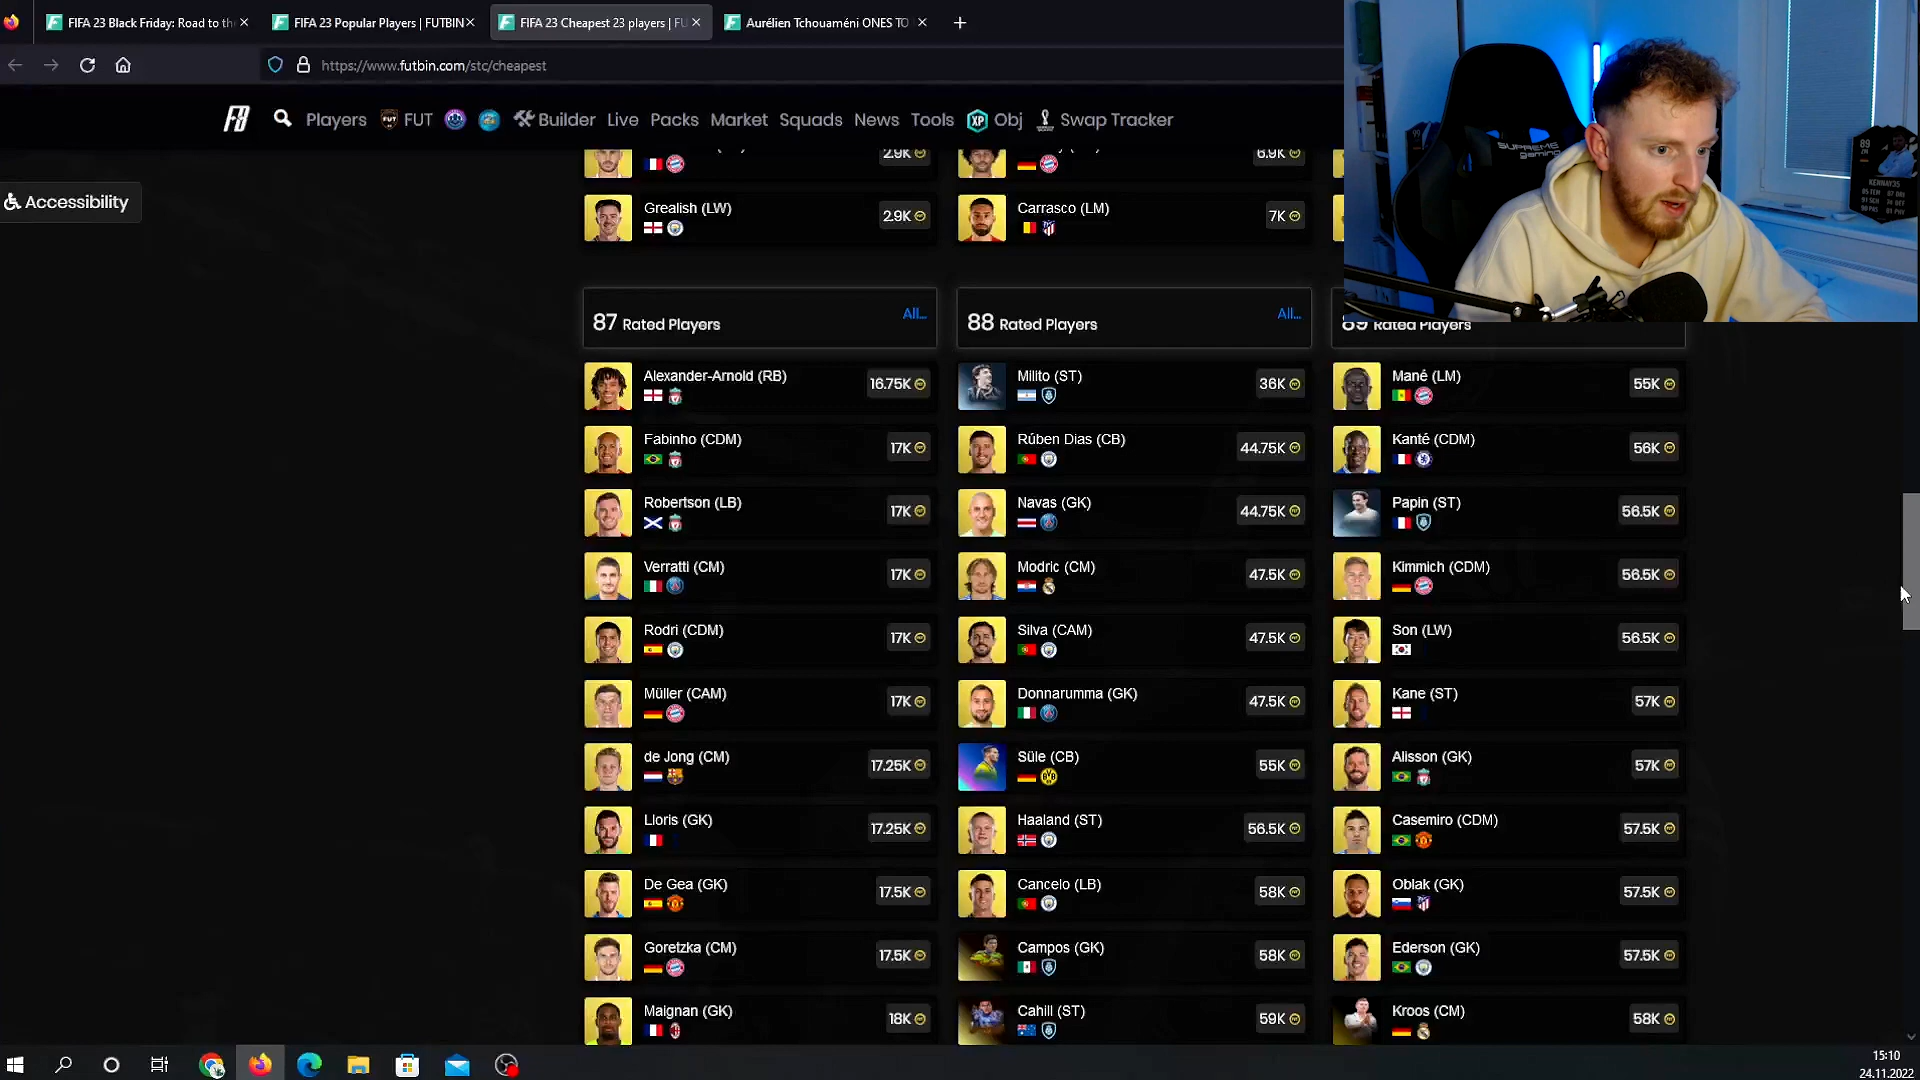 FIFA 23 Black Friday: Road to th
FIFA 23 Popular Players | FUTBIN
FIFA 23 Cheapest 23 players | FU
Aurélien Tchouaméni ONES TO
https://www.futbin.com/stc/cheapest
Players FUT Builder Live Packs Market Squads News Tools Obj Swap Tracker
Accessibility
2.9K
6.9K
Grealish (LW) 2.9K
Carrasco (LM) 7K
87 Rated Players All...
88 Rated Players All...
89 Rated Players
Alexander-Arnold (RB) 16.75K
Milito (ST) 36K
Mané (LM) 55K
Fabinho (CDM) 17K
Rúben Dias (CB) 44.75K
Kanté (CDM) 56K
Robertson (LB) 17K
Navas (GK) 44.75K
Papin (ST) 56.5K
Verratti (CM) 17K
Modric (CM) 47.5K
Kimmich (CDM) 56.5K
Rodri (CDM) 17K
Silva (CAM) 47.5K
Son (LW) 56.5K
Müller (CAM) 17K
Donnarumma (GK) 47.5K
Kane (ST) 57K
de Jong (CM) 17.25K
Süle (CB) 55K
Alisson (GK) 57K
Lloris (GK) 17.25K
Haaland (ST) 56.5K
Casemiro (CDM) 57.5K
De Gea (GK) 17.5K
Cancelo (LB) 58K
Oblak (GK) 57.5K
Goretzka (CM) 17.5K
Campos (GK) 58K
Ederson (GK) 57.5K
Maignan (GK) 18K
Cahill (ST) 59K
Kroos (CM) 58K
SUPREME
gaming
89
KENNAY35
15:10
24.11.2022